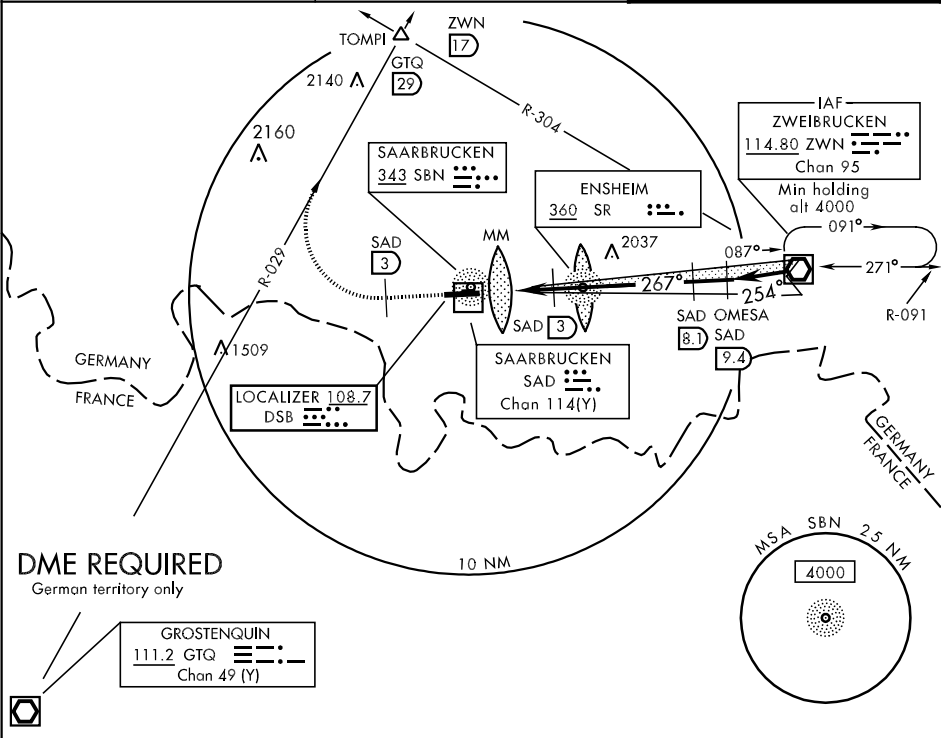 ZWN
17
TOMPI
GTQ
29
2140
R-304
2160
IAF
ZWEIBRUCKEN
114.80 ZWN
Chan 95
Min holding
alt 4000
SAARBRUCKEN
343 SBN
ENSHEIM
360 SR
091°
R-029
SAD
3
MM
2037
087°
267°
254°
271°
R-091
SAD
3
SAD
8.1
OMESA
SAD
9.4
1509
GERMANY
FRANCE
SAARBRUCKEN
SAD
Chan 114(Y)
LOCALIZER 108.7
DSB
GERMANY
FRANCE
10 NM
DME REQUIRED
German territory only
MSA SBN 25 NM
4000
GROSTENQUIN
111.2 GTQ
Chan 49 (Y)